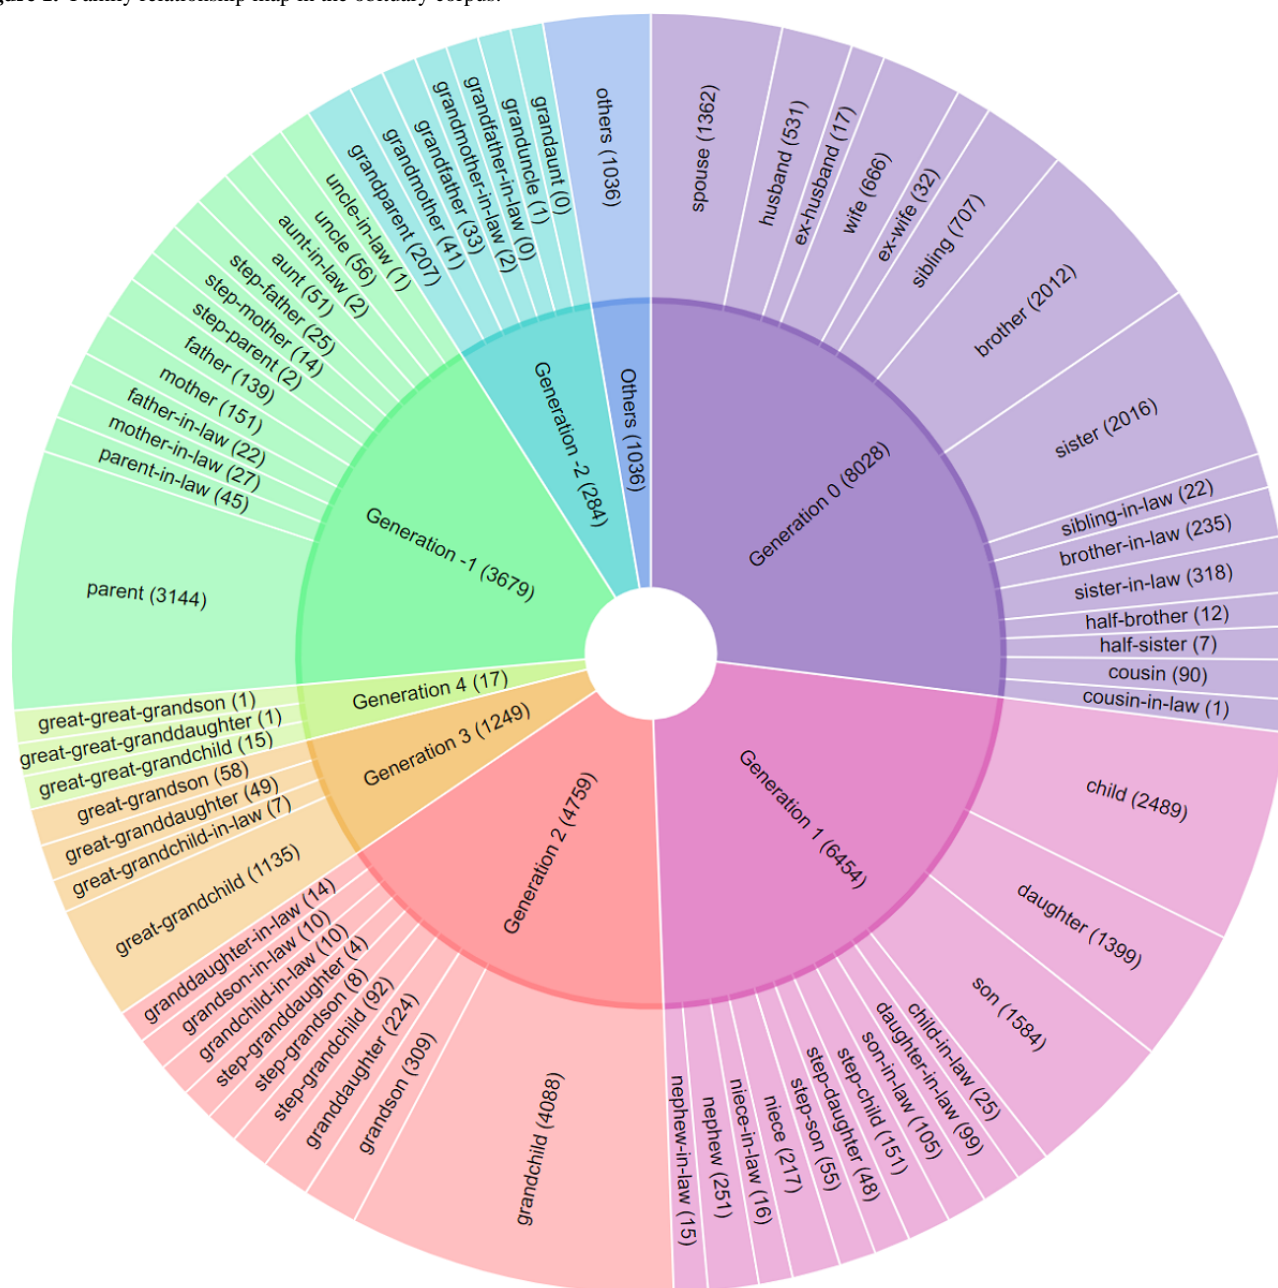 Figure 1. Family relationship map in the obituary corpus.
Generation 0 (8028)
spouse (1362)
husband (531)
ex-husband (17)
wife (666)
ex-wife (32)
sibling (707)
brother (2012)
sister (2016)
sibling-in-law (22)
brother-in-law (235)
sister-in-law (318)
half-brother (12)
half-sister (7)
cousin (90)
cousin-in-law (1)
Generation 1 (6454)
child (2489)
daughter (1399)
son (1584)
child-in-law (25)
daughter-in-law (99)
son-in-law (105)
step-child (151)
step-daughter (48)
step-son (55)
niece (217)
niece-in-law (16)
nephew (251)
nephew-in-law (15)
Generation 2 (4759)
grandchild (4088)
grandson (309)
granddaughter (224)
step-grandchild (92)
step-grandson (8)
step-granddaughter (4)
grandchild-in-law (10)
grandson-in-law (10)
granddaughter-in-law (14)
Generation 3 (1249)
great-grandchild (1135)
great-grandchild-in-law (7)
great-granddaughter (49)
great-grandson (58)
Generation 4 (17)
great-great-grandchild (15)
great-great-granddaughter (1)
great-great-grandson (1)
Generation -1 (3679)
parent (3144)
parent-in-law (45)
mother-in-law (27)
father-in-law (22)
mother (151)
father (139)
step-parent (2)
step-mother (14)
step-father (25)
aunt (51)
aunt-in-law (2)
uncle (56)
uncle-in-law (1)
Generation -2 (284)
grandparent (207)
grandmother (41)
grandfather (33)
grandmother-in-law (2)
grandfather-in-law (0)
granduncle (1)
grandaunt (0)
Others (1036)
others (1036)